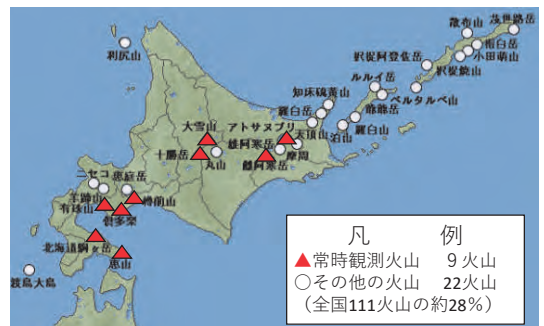 散布山
茂世路岳
利尻山
択捉阿登佐岳
指臼岳
小田萌山
択捉焼山
ルルイ岳
知床硫黄山
爺爺岳
ベルタルベ山
羅臼岳
大雪山
アトサヌプリ
天頂山
泊山
羅臼山
雄阿寒岳
十勝岳
丸山
摩周
雌阿寒岳
ニセコ
恵庭岳
羊蹄山
樽前山
有珠山
倶多楽
北海道駒ヶ岳
恵山
渡島大島
凡 例
▲常時観測火山 9火山
○その他の火山 22火山
(全国111火山の約28%)